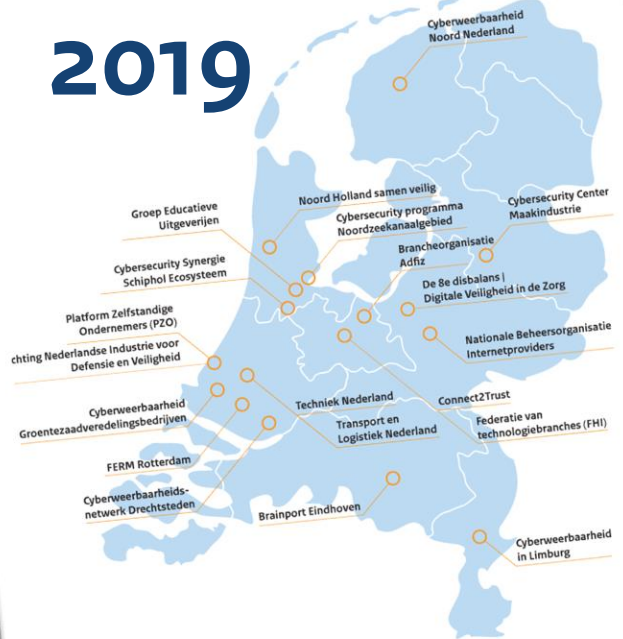 2019
Cyberweerbaarheid
Noord Nederland
Noord Holland samen veilig
Groep Educatieve
Uitgeverijen
Cybersecurity programma
Noordzeekanaalgebied
Cybersecurity Center
Maakindustrie
Brancheorganisatie
Adfiz
Cybersecurity Synergie
Schiphol Ecosysteem
De 8e disbalans |
Digitale Veiligheid in de Zorg
Platform Zelfstandige
Ondernemers (PZO)
chting Nederlandse Industrie voor
Defensie en Veiligheid
Nationale Beheersorganisatie
Internetproviders
Cyberweerbaarheid
Groentezaadveredelingsbedrijven
Techniek Nederland
Connect2Trust
Transport en
Logistiek Nederland
Federatie van
technologiebranches (FHI)
FERM Rotterdam
Cyberweerbaarheids-
netwerk Drechtsteden
Brainport Eindhoven
Cyberweerbaarheid
in Limburg